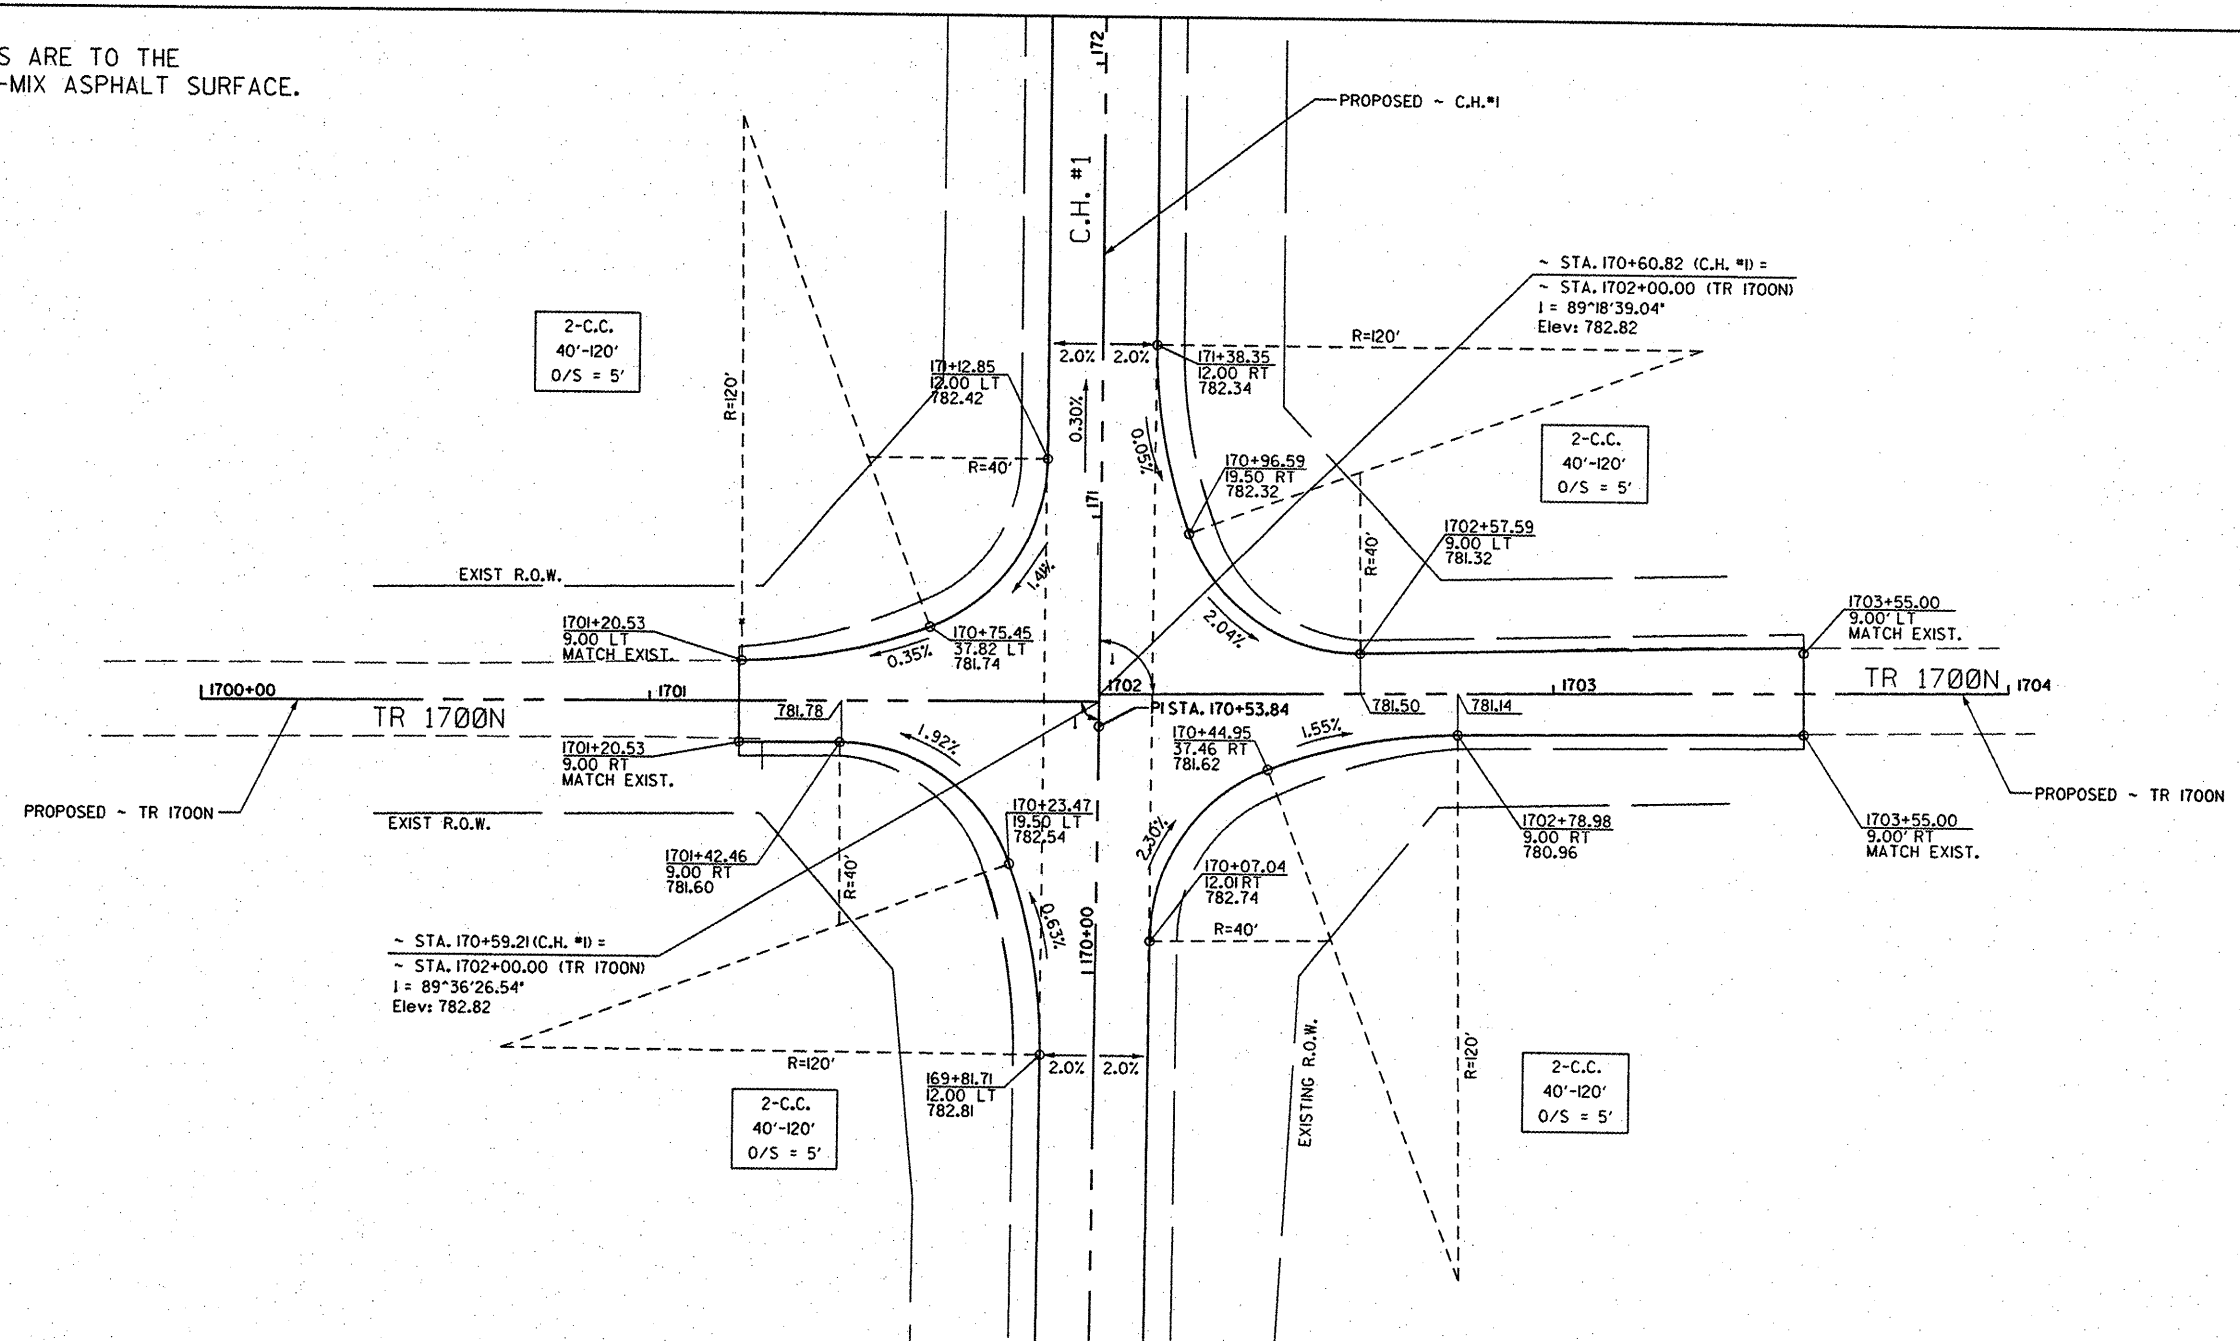 S ARE TO THE
-MIX ASPHALT SURFACE.
172
PROPOSED ~ C.H.#1
C.H. #1
~ STA. 170+60.82 (C.H. #1) =
~ STA. 1702+00.00 (TR 1700N)
I = 89^18'39.04"
Elev: 782.82
2-C.C.
40'-120'
O/S = 5'
R=120'
2.0%
2.0%
R=120'
171+12.85
12.00 LT
782.42
171+38.35
12.00 RT
782.34
0.30%
0.05%
2-C.C.
40'-120'
O/S = 5'
R=40'
170+96.59
19.50 RT
782.32
171
1702+57.59
9.00 LT
781.32
R=40'
EXIST R.O.W.
1701+20.53
9.00 LT
MATCH EXIST.
170+75.45
37.82 LT
781.74
0.35%
2.04%
1703+55.00
9.00' LT
MATCH EXIST.
1700+00
1701
1702
1703
1704
TR 1700N
TR 1700N
781.78
PI STA. 170+53.84
781.50
781.14
1701+20.53
9.00 RT
MATCH EXIST.
1.92%
170+44.95
37.46 RT
781.62
1.55%
PROPOSED ~ TR 1700N
PROPOSED ~ TR 1700N
EXIST R.O.W.
170+23.47
19.50 LT
782.54
1701+42.46
9.00 RT
781.60
R=40'
2.30%
170+07.04
12.01 RT
782.74
1702+78.98
9.00 RT
780.96
1703+55.00
9.00' RT
MATCH EXIST.
0.63%
170+00
R=40'
~ STA. 170+59.21 (C.H. #1) =
~ STA. 1702+00.00 (TR 1700N)
I = 89^36'26.54"
Elev: 782.82
R=120'
2.0%
2.0%
169+81.71
12.00 LT
782.81
EXISTING R.O.W.
R=120'
2-C.C.
40'-120'
O/S = 5'
2-C.C.
40'-120'
O/S = 5'